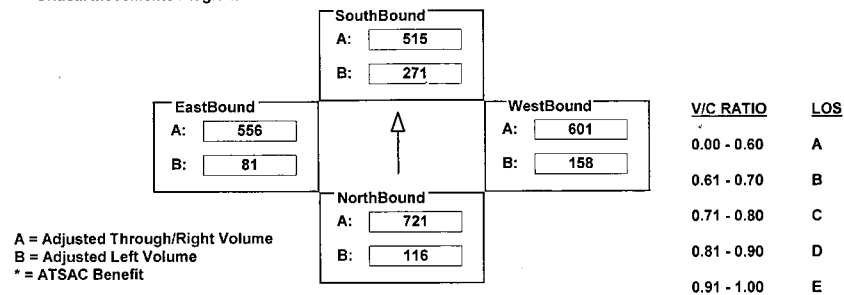 SouthBound
A: 515
B: 271
EastBound
A: 556
B: 81
WestBound
A: 601
B: 158
NorthBound
A: 721
B: 116
A = Adjusted Through/Right Volume
B = Adjusted Left Volume
* = ATSAC Benefit
V/C RATIO LOS
0.00 - 0.60 A
0.61 - 0.70 B
0.71 - 0.80 C
0.81 - 0.90 D
0.91 - 1.00 E